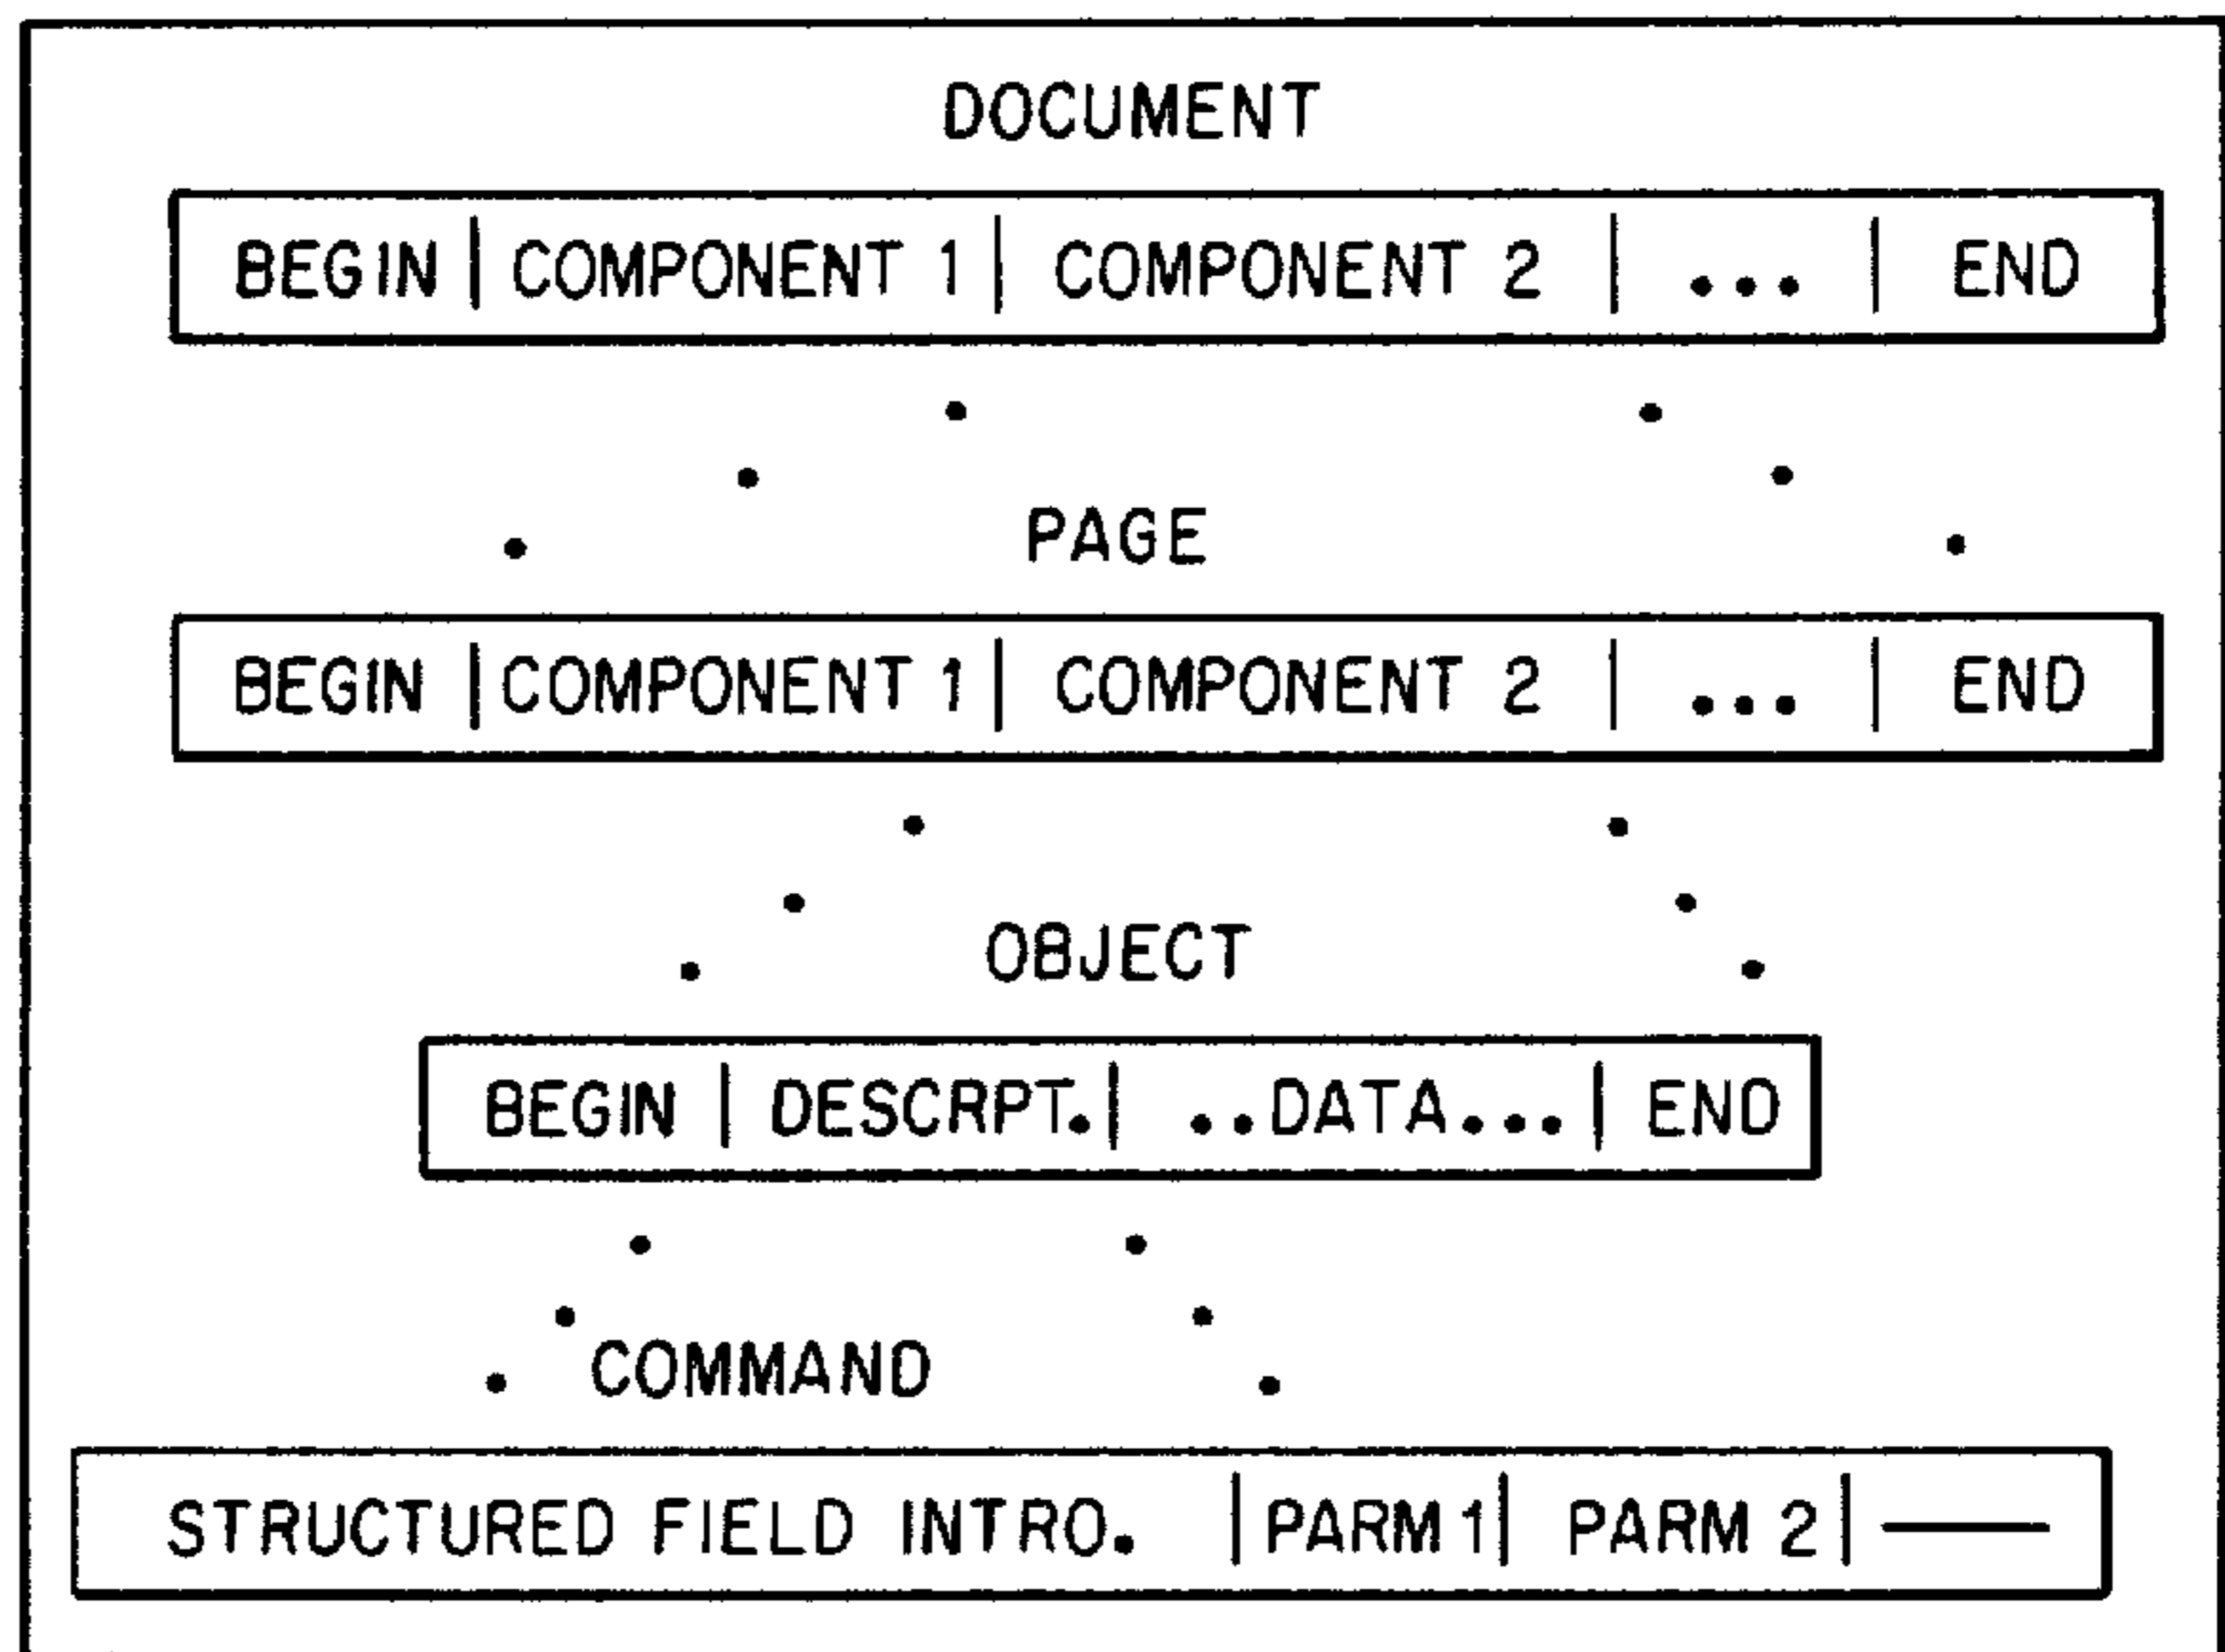 DOCUMENT
BEGIN | COMPONENT 1 | COMPONENT 2 | ... | END
PAGE
BEGIN | COMPONENT 1 | COMPONENT 2 | ... | END
OBJECT
BEGIN | DESCRPT. | ..DATA... | END
COMMAND
STRUCTURED FIELD INTRO. | PARM 1 | PARM 2 | —